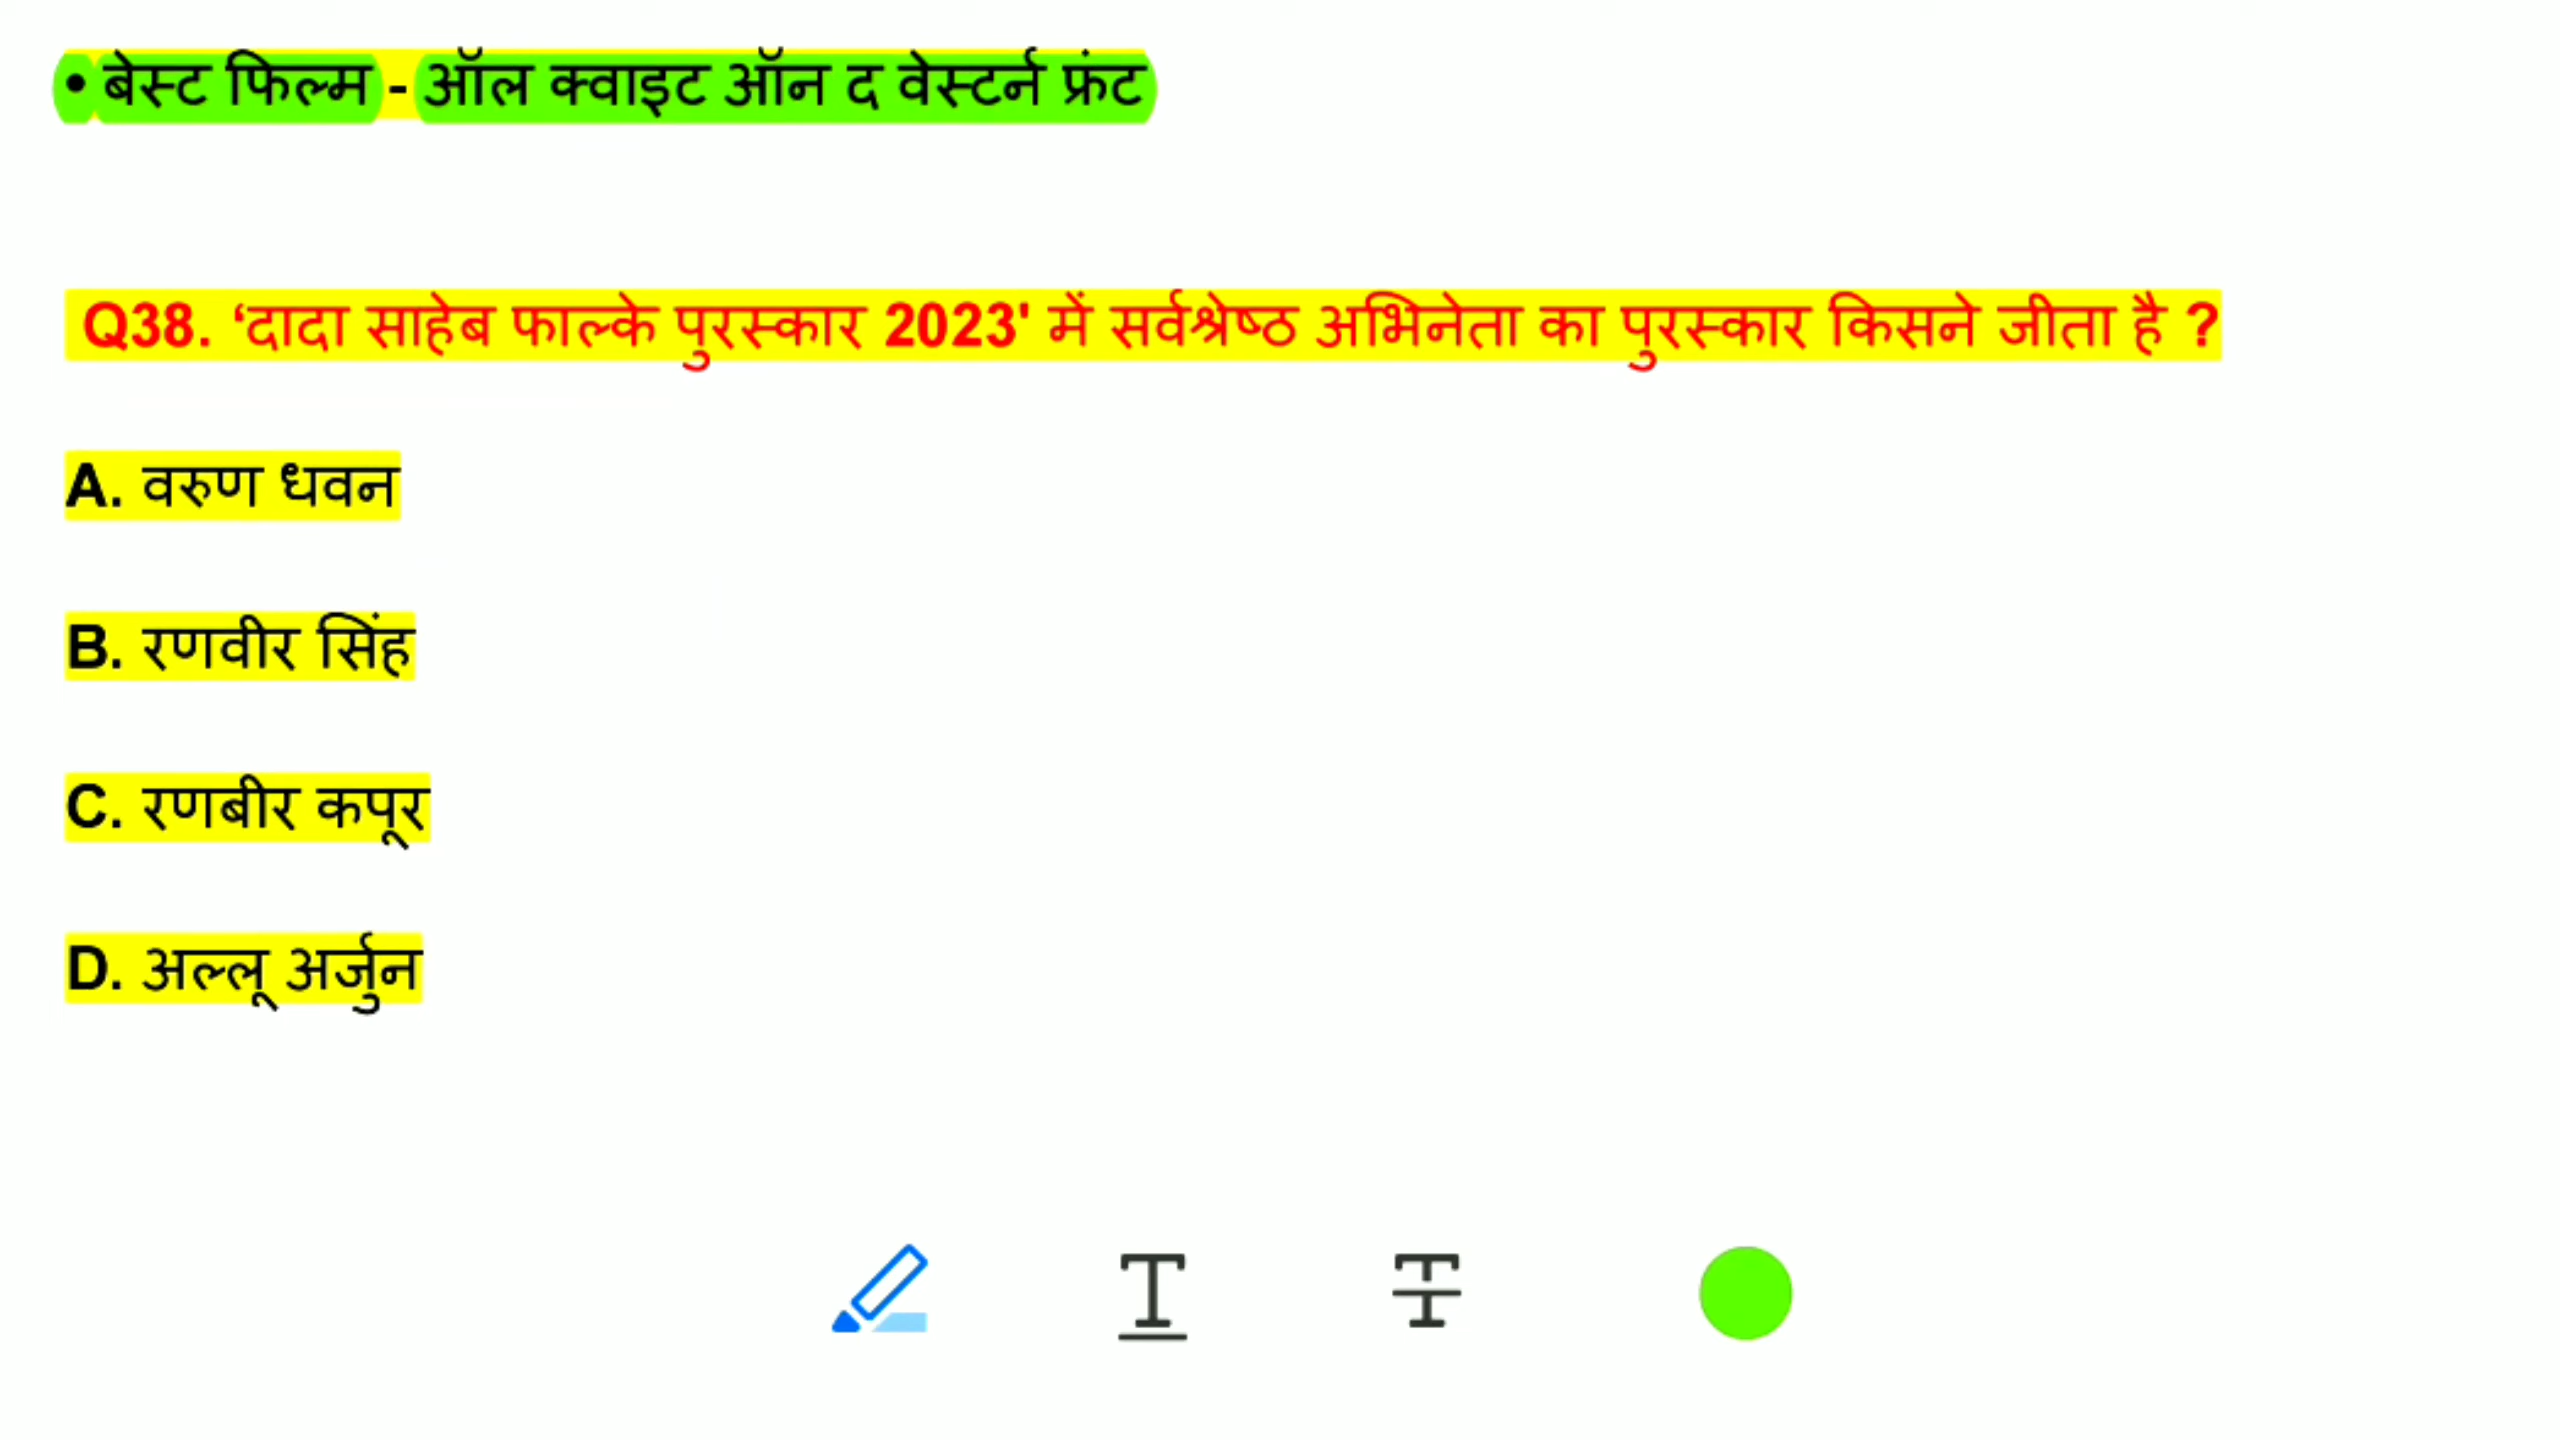 • बेस्ट फिल्म - ऑल क्वाइट ऑन द वेस्टर्न फ्रंट
Q38. ‘दादा साहेब फाल्के पुरस्कार 2023' में सर्वश्रेष्ठ अभिनेता का पुरस्कार किसने जीता है ?
A. वरुण धवन
B. रणवीर सिंह
C. रणबीर कपूर
D. अल्लू अर्जुन